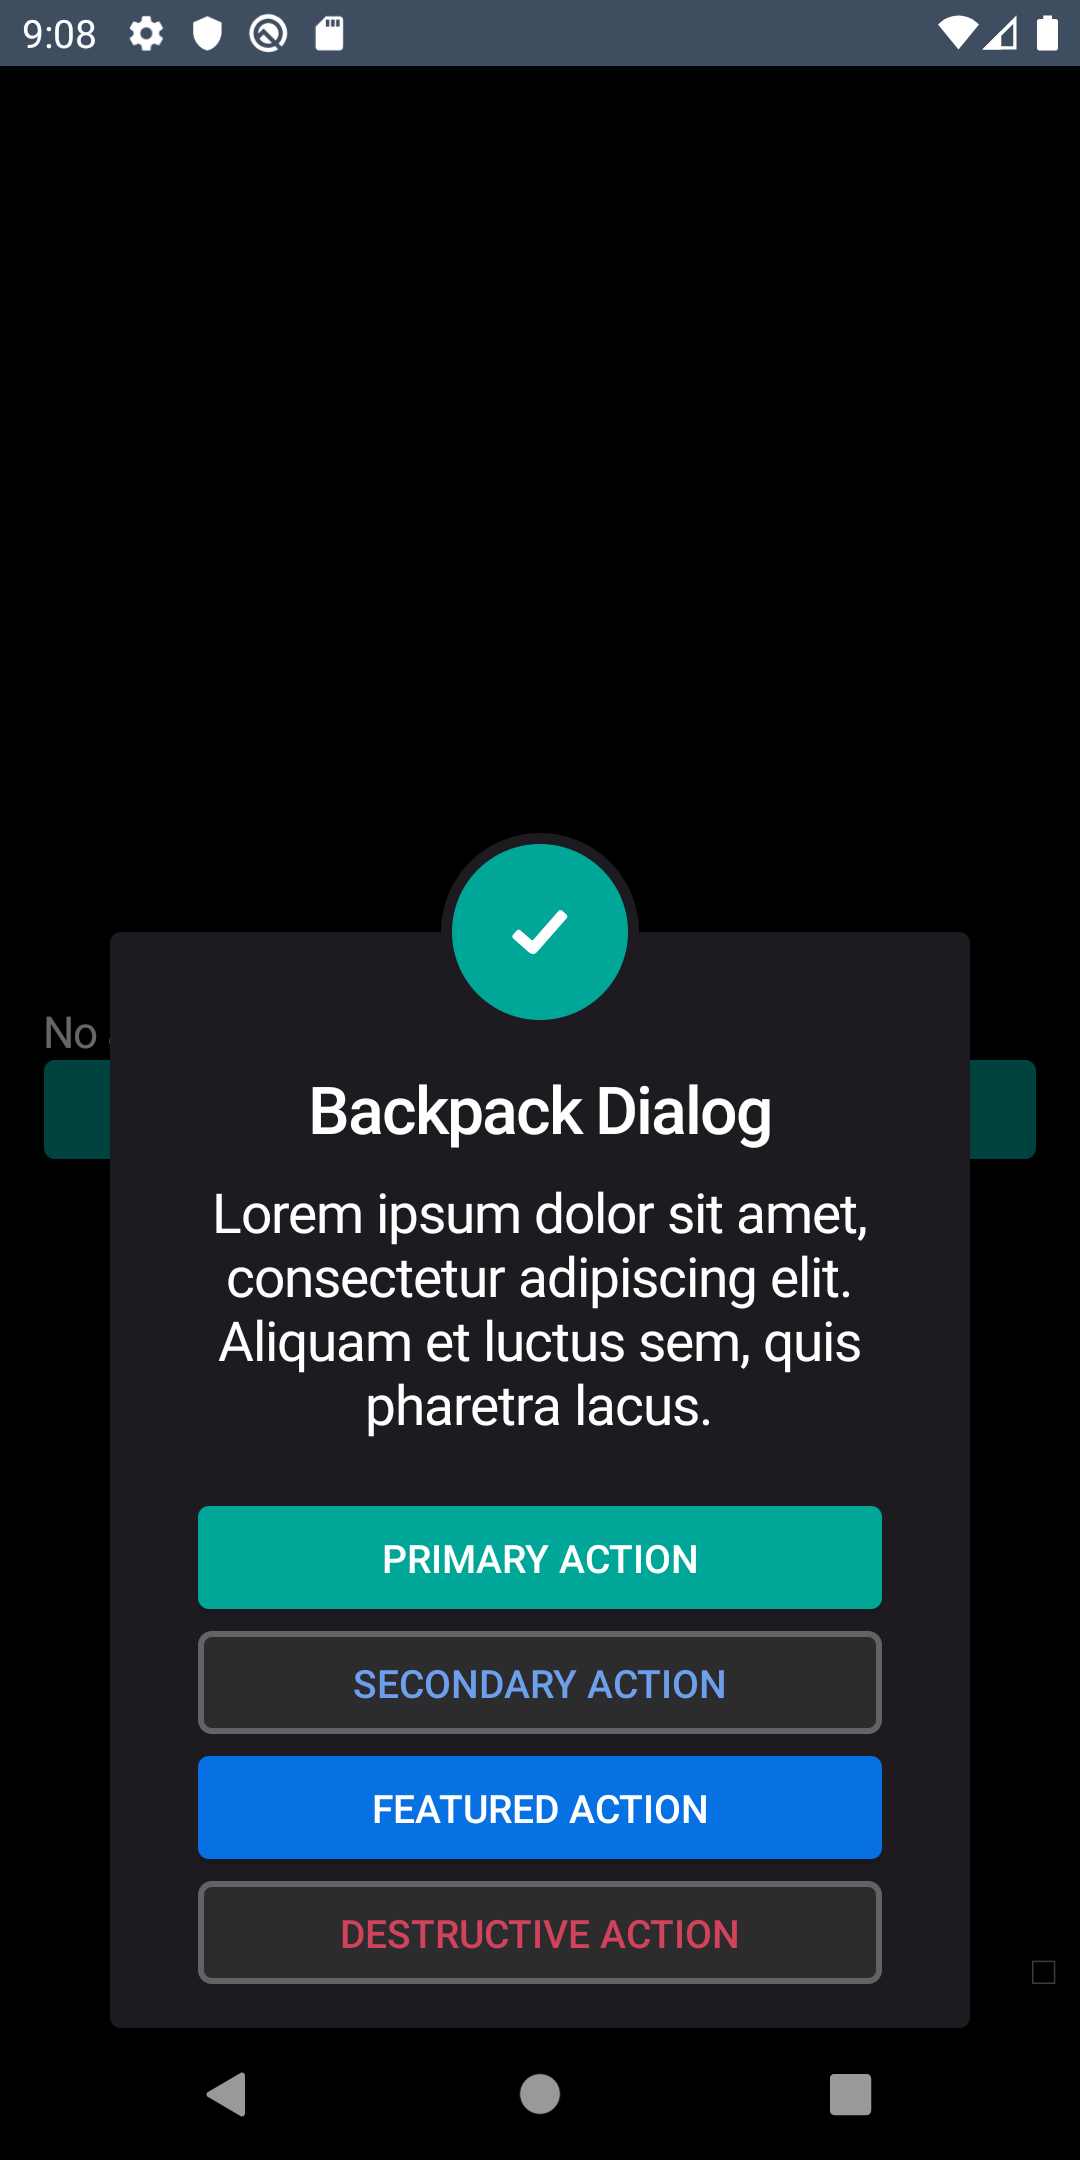 9:08
No
Backpack Dialog
Lorem ipsum dolor sit amet,
consectetur adipiscing elit.
Aliquam et luctus sem, quis
pharetra lacus.
PRIMARY ACTION
SECONDARY ACTION
FEATURED ACTION
DESTRUCTIVE ACTION